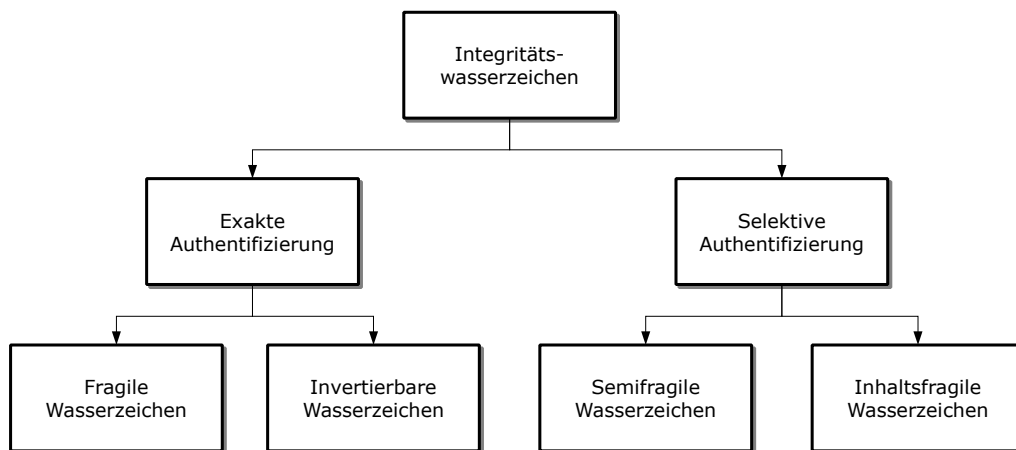 Integritäts-
wasserzeichen
Exakte
Authentifizierung
Selektive
Authentifizierung
Fragile
Wasserzeichen
Invertierbare
Wasserzeichen
Semifragile
Wasserzeichen
Inhaltsfragile
Wasserzeichen